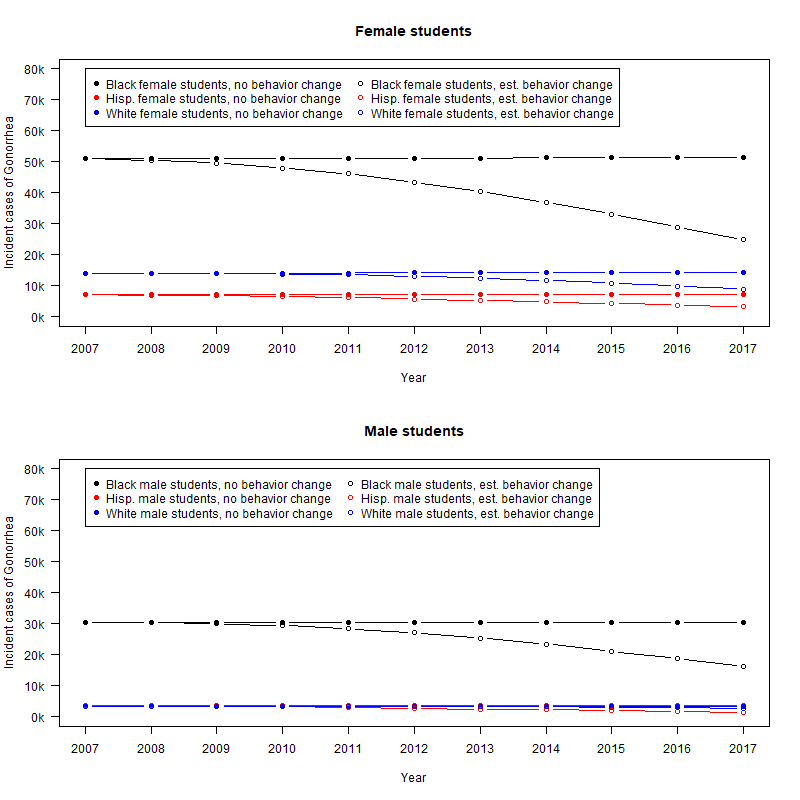 Female students
Incident cases of Gonorrhea
80k
70k
60k
50k
40k
30k
20k
10k
0k
Black female students, no behavior change
Black female students, est. behavior change
Hisp. female students, no behavior change
Hisp. female students, est. behavior change
White female students, no behavior change
White female students, est. behavior change
2007 2008 2009 2010 2011 2012 2013 2014 2015 2016 2017
Year
Male students
Incident cases of Gonorrhea
80k
70k
60k
50k
40k
30k
20k
10k
0k
Black male students, no behavior change
Black male students, est. behavior change
Hisp. male students, no behavior change
Hisp. male students, est. behavior change
White male students, no behavior change
White male students, est. behavior change
2007 2008 2009 2010 2011 2012 2013 2014 2015 2016 2017
Year